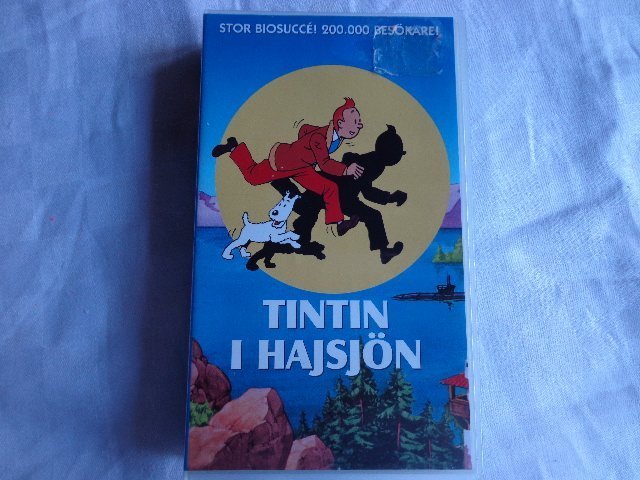 STOR BIOSUCCÉ! 200.000 BESÖKARE!
TINTIN
I HAJSJÖN